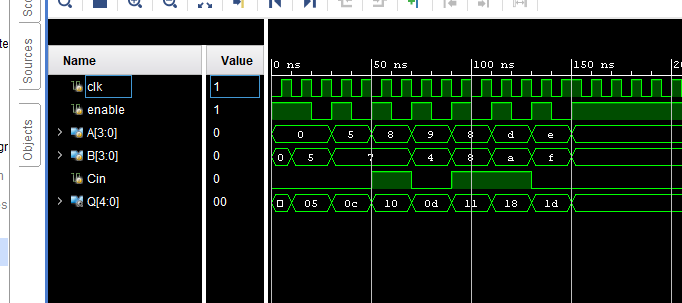 Sc
te
Sources
Objects
gr
n
es
Name Value
0 ns 50 ns 100 ns 150 ns 20
clk 1
enable 1
A[3:0] 0 0 5 8 9 8 d e
B[3:0] 0 0 5 7 4 8 a f
Cin 0
Q[4:0] 00 05 0c 10 0d 11 18 1d